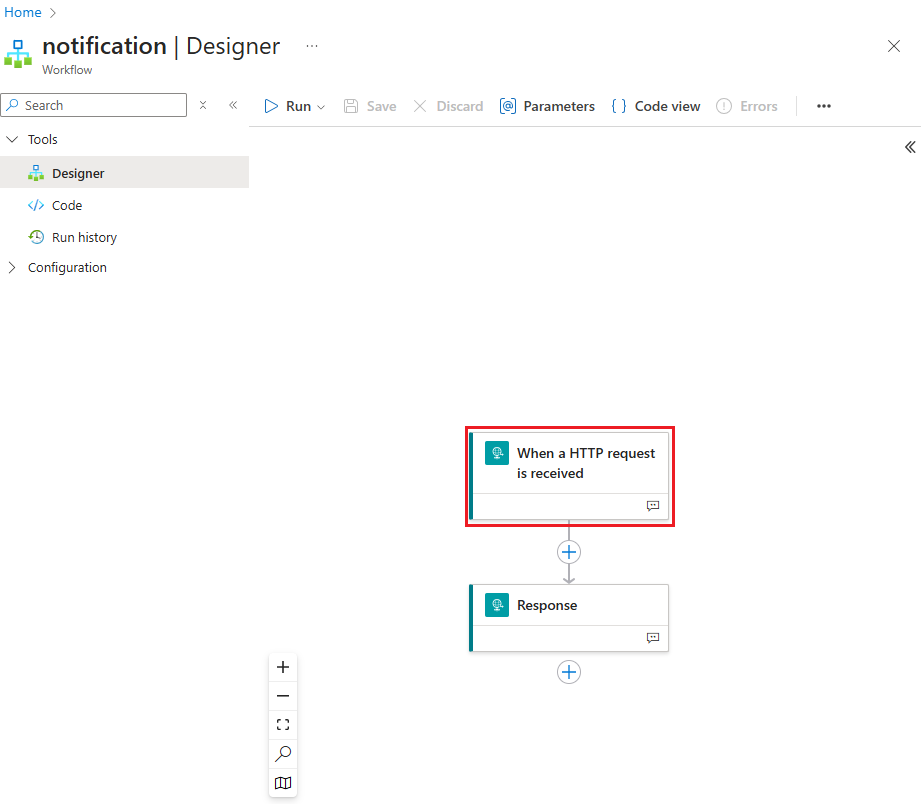 Home
notification | Designer
Workflow
Search
Run
Save
Discard
Parameters
Code view
Errors
Tools
Designer
Code
Run history
Configuration
When a HTTP request
is received
Response